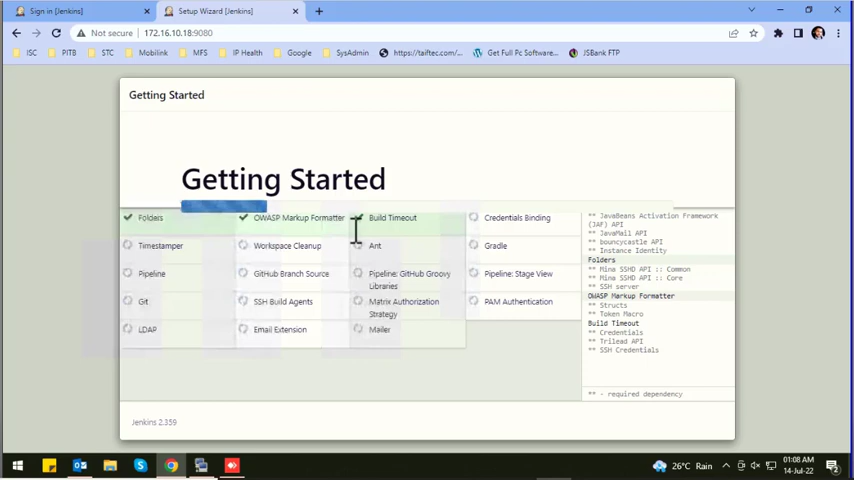 Sign in [Jenkins]
Setup Wizard [Jenkins]
Not secure
172.16.10.18:9080
ISC
PITB
STC
Mobilink
MFS
IP Health
Google
SysAdmin
https://taiftec.com/...
Get Full Pc Software...
JSBank FTP
Getting Started
Getting Started
Folders
OWASP Markup Formatter
Build Timeout
Credentials Binding
Timestamper
Workspace Cleanup
Ant
Gradle
Pipeline
GitHub Branch Source
Pipeline: GitHub Groovy
Libraries
Pipeline: Stage View
Git
SSH Build Agents
Matrix Authorization
Strategy
PAM Authentication
LDAP
Email Extension
Mailer
** JavaBeans Activation Framework
(JAF) API
** JavaMail API
** bouncycastle API
** Instance Identity
Folders
** Mina SSHD API :: Common
** Mina SSHD API :: Core
** SSH server
OWASP Markup Formatter
** Structs
** Token Macro
Build Timeout
** Credentials
** Trilead API
** SSH Credentials
** - required dependency
Jenkins 2.359
26°C Rain
01:08 AM
14-Jul-22
2